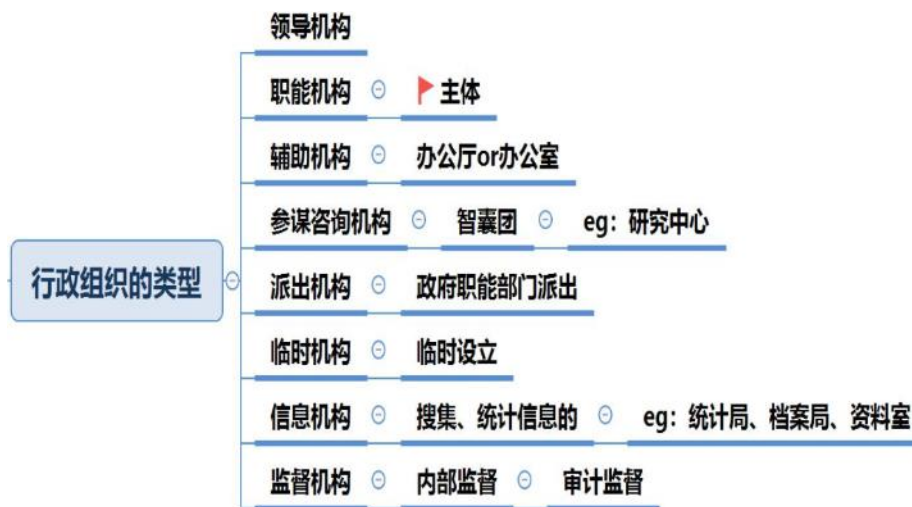 领导机构
职能机构 主体
辅助机构 办公厅or办公室
参谋咨询机构 智囊团 eg：研究中心
行政组织的类型
派出机构 政府职能部门派出
临时机构 临时设立
信息机构 搜集、统计信息的 eg：统计局、档案局、资料室
监督机构 内部监督 审计监督